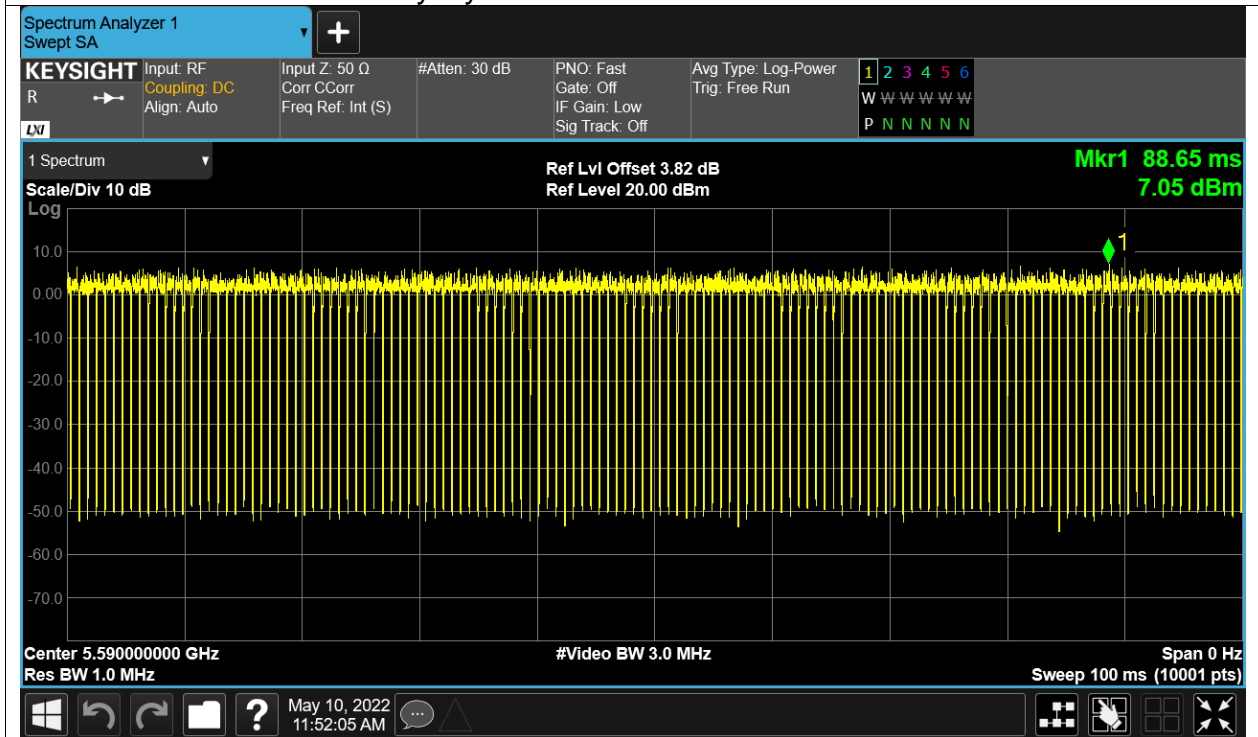 Spectrum Analyzer 1
Swept SA
+
KEYSIGHT
R
LXI
Input: RF
Coupling: DC
Align: Auto
Input Z: 50 Ω
Corr CCorr
Freq Ref: Int (S)
#Atten: 30 dB
PNO: Fast
Gate: Off
IF Gain: Low
Sig Track: Off
Avg Type: Log-Power
Trig: Free Run
1 2 3 4 5 6
W W W W W W
P N N N N N
1 Spectrum
Scale/Div 10 dB
Log
Ref Lvl Offset 3.82 dB
Ref Level 20.00 dBm
Mkr1 88.65 ms
7.05 dBm
1
10.0
0.00
-10.0
-20.0
-30.0
-40.0
-50.0
-60.0
-70.0
Center 5.590000000 GHz
Res BW 1.0 MHz
#Video BW 3.0 MHz
Span 0 Hz
Sweep 100 ms (10001 pts)
?
May 10, 2022
11:52:05 AM